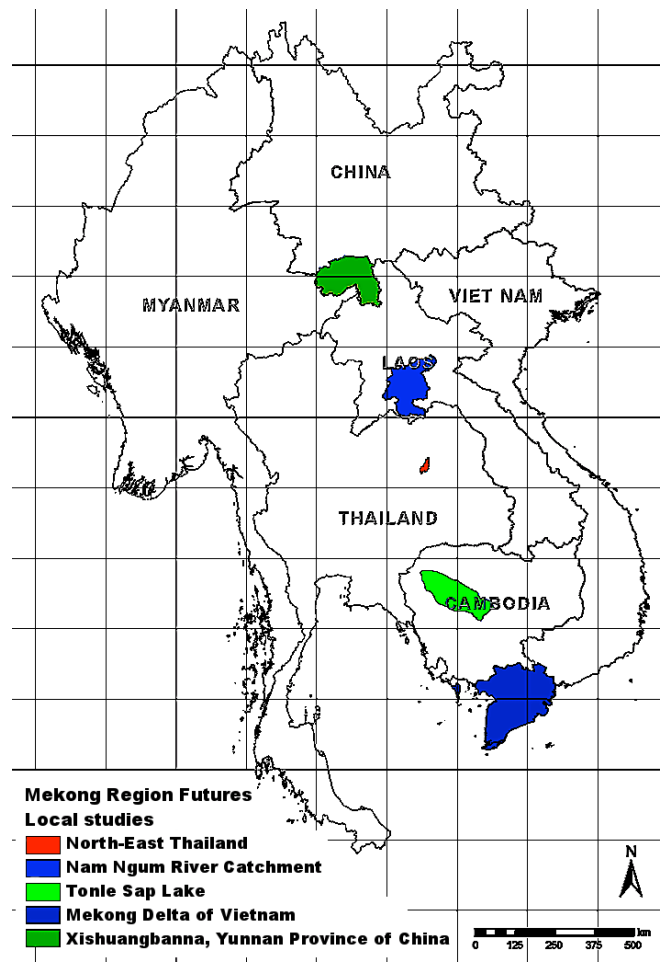 CHINA
MYANMAR
VIET NAM
LAOS
THAILAND
CAMBODIA
Mekong Region Futures
Local studies
North-East Thailand
Nam Ngum River Catchment
Tonle Sap Lake
Mekong Delta of Vietnam
Xishuangbanna, Yunnan Province of China
N
km
0 125 250 375 500